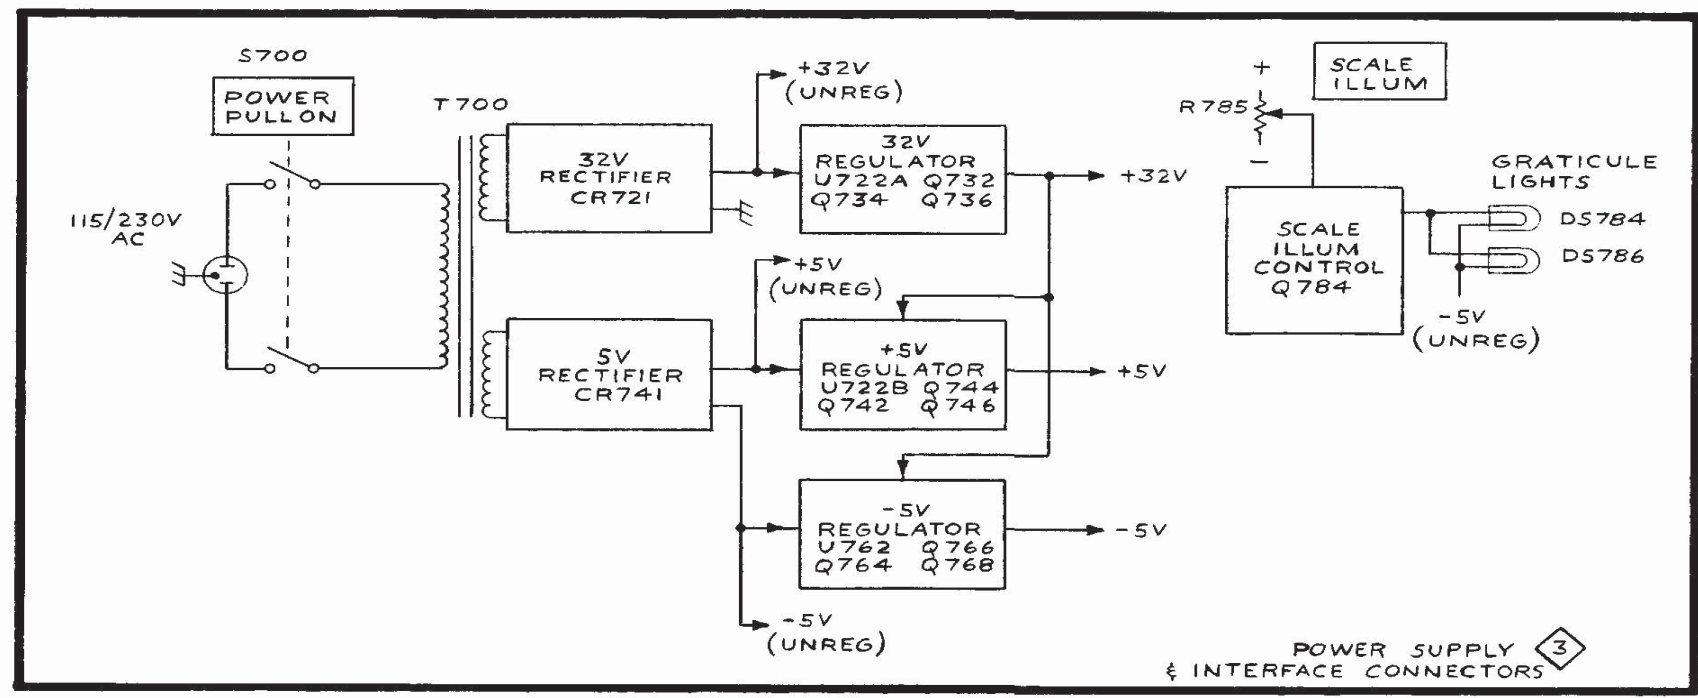 S700
POWER
PULL ON
T700
115/230V
AC
32V
RECTIFIER
CR721
+32V
(UNREG)
32V
REGULATOR
U722A Q732
Q734 Q736
+32V
5V
RECTIFIER
CR741
+5V
(UNREG)
+5V
REGULATOR
U722B Q744
Q742 Q746
+5V
-5V
REGULATOR
U762 Q766
Q764 Q768
-5V
-5V
(UNREG)
+
R785
-
SCALE
ILLUM
SCALE
ILLUM
CONTROL
Q784
GRATICULE
LIGHTS
DS784
DS786
-5V
(UNREG)
POWER SUPPLY
& INTERFACE CONNECTORS
3